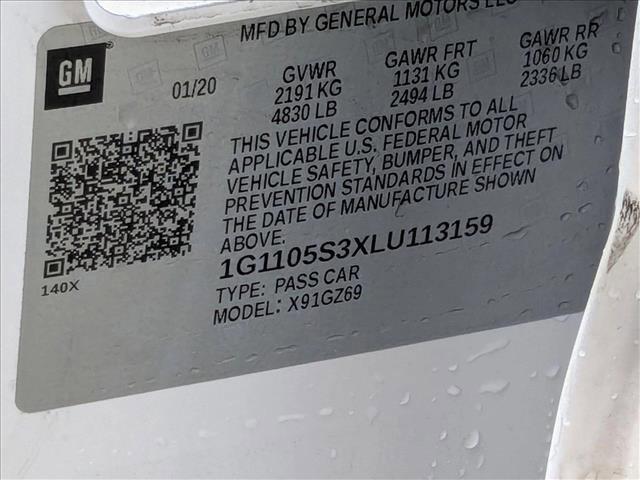 MFD BY GENERAL MOTORS LLC
GM
01/20
GVWR
2191 KG
4830 LB
GAWR FRT
1131 KG
2494 LB
GAWR RR
1060 KG
2336 LB
THIS VEHICLE CONFORMS TO ALL
APPLICABLE U.S. FEDERAL MOTOR
VEHICLE SAFETY, BUMPER, AND THEFT
PREVENTION STANDARDS IN EFFECT ON
THE DATE OF MANUFACTURE SHOWN
ABOVE.
1G1105S3XLU113159
140X
TYPE: PASS CAR
MODEL: X91GZ69